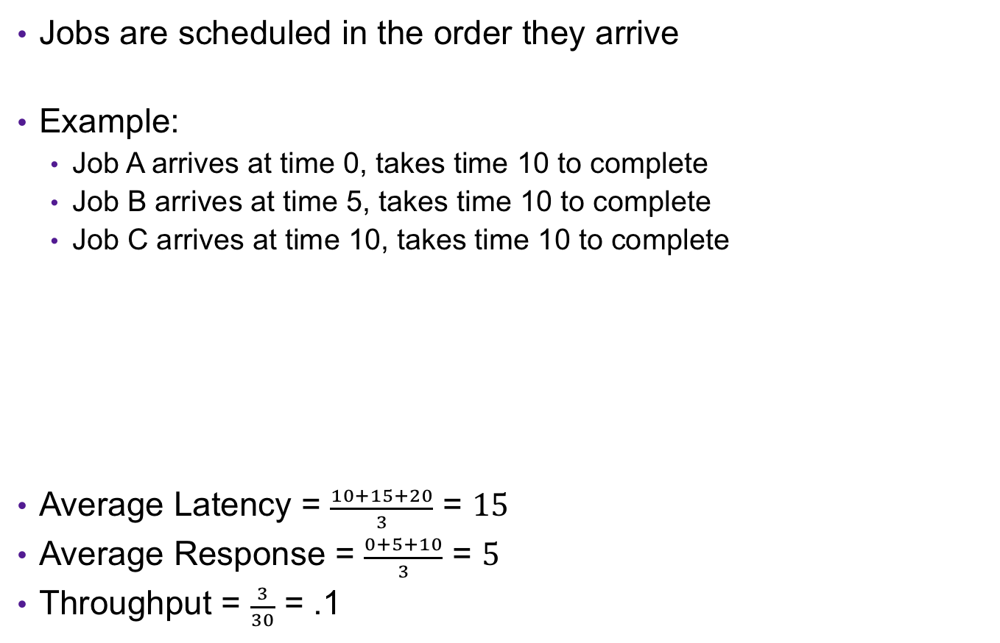 • Jobs are scheduled in the order they arrive
• Example:
• Job A arrives at time 0, takes time 10 to complete
• Job B arrives at time 5, takes time 10 to complete
• Job C arrives at time 10, takes time 10 to complete
• Average Latency = \frac{10+15+20}{3} = 15
• Average Response = \frac{0+5+10}{3} = 5
• Throughput = \frac{3}{30} = .1